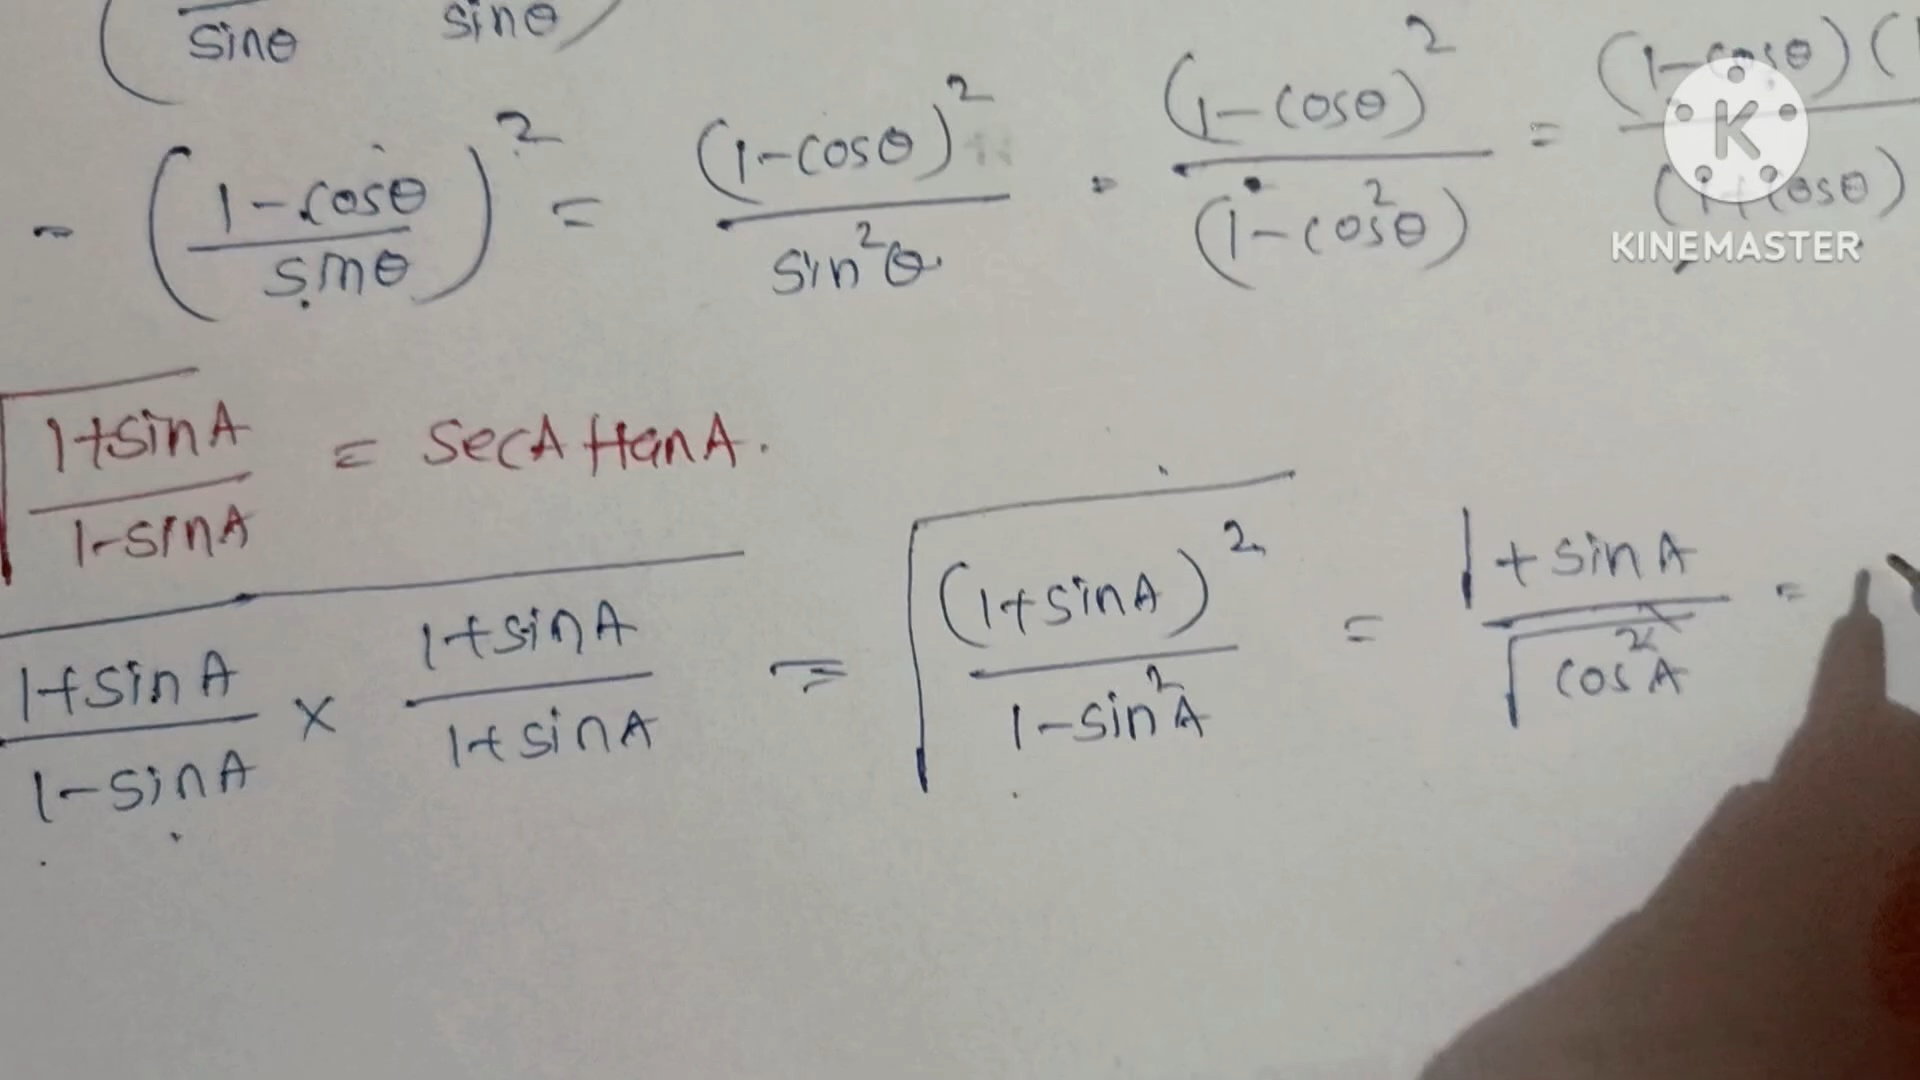 sinθ sinθ)
= (1-cosθ / sinθ)² = (1-cosθ)² / sin²θ = (1-cosθ)² / (1-cos²θ) = (1-cosθ)( / (1+cosθ)
K
KINEMASTER
√(1+sinA / 1-sinA) = secA+tanA.
√(1+sinA / 1-sinA × 1+sinA / 1+sinA) = √((1+sinA)² / 1-sin²A) = 1+sinA / √cos²A =